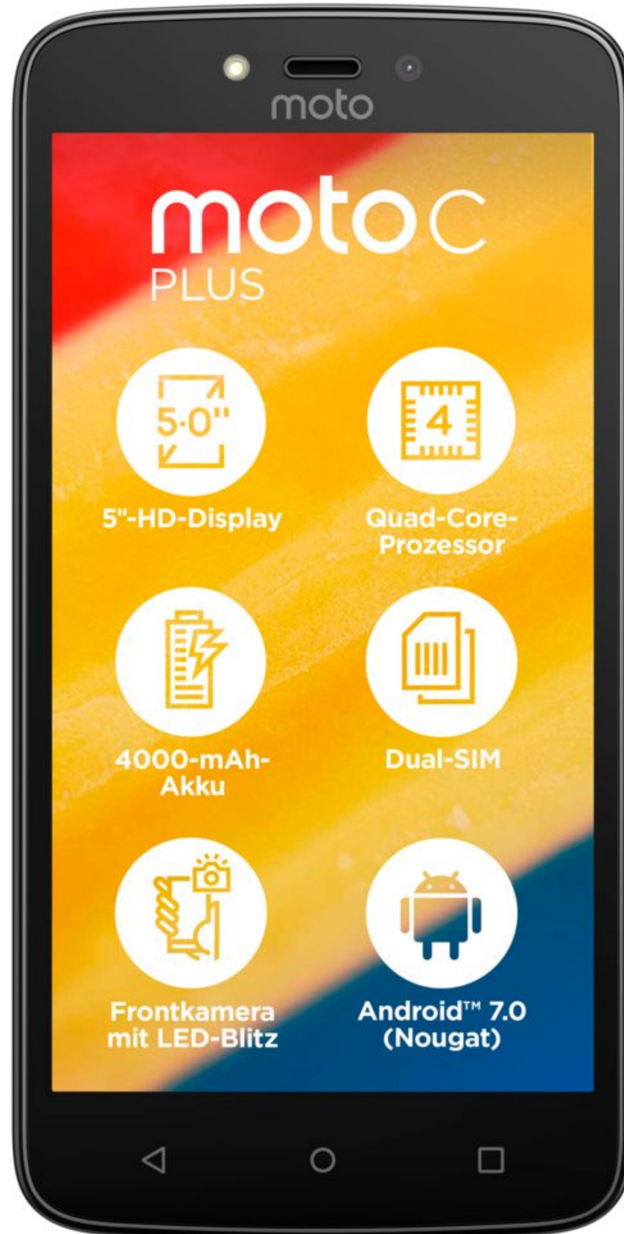 moto
moto c
PLUS
5.0"
4
5"-HD-Display
Quad-Core-
Prozessor
4000-mAh-
Akku
Dual-SIM
Frontkamera
mit LED-Blitz
Android™ 7.0
(Nougat)